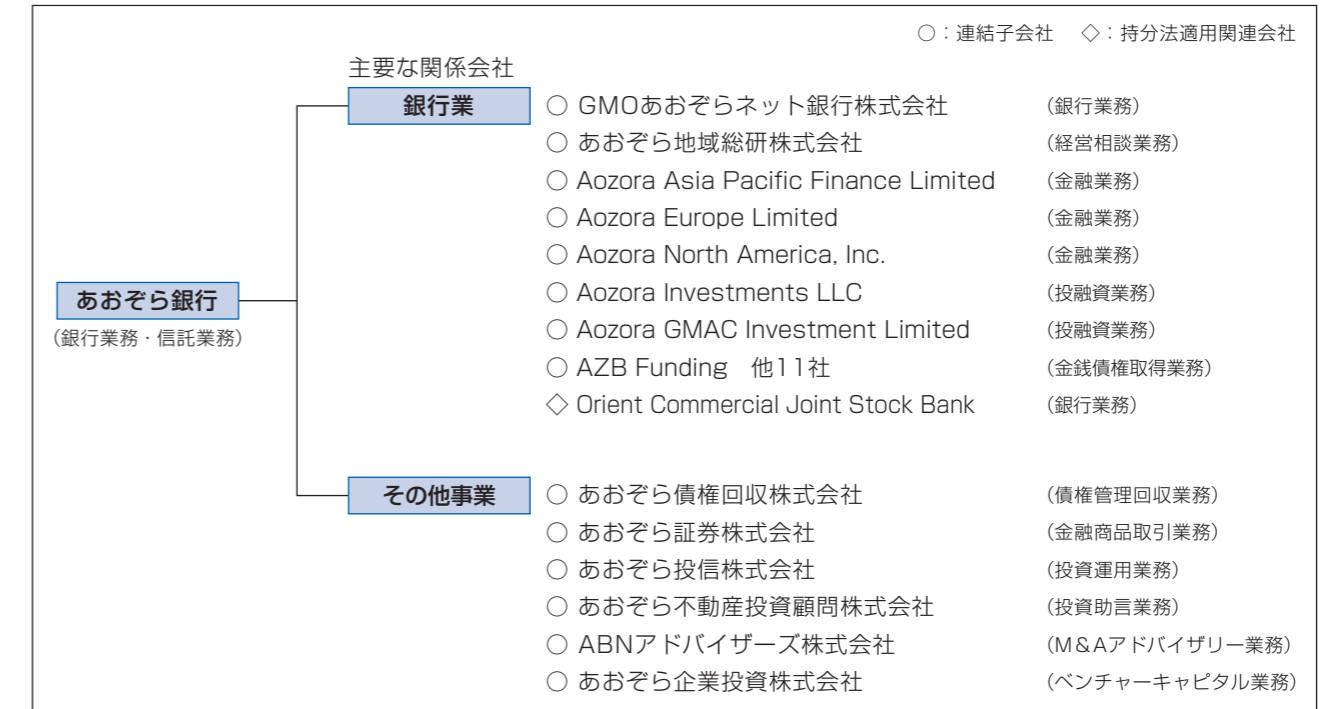 ○：連結子会社　◇：持分法適用関連会社
主要な関係会社
銀行業
○ GMOあおぞらネット銀行株式会社 （銀行業務）
○ あおぞら地域総研株式会社 （経営相談業務）
○ Aozora Asia Pacific Finance Limited （金融業務）
○ Aozora Europe Limited （金融業務）
○ Aozora North America, Inc. （金融業務）
○ Aozora Investments LLC （投融資業務）
○ Aozora GMAC Investment Limited （投融資業務）
○ AZB Funding　他11社 （金銭債権取得業務）
◇ Orient Commercial Joint Stock Bank （銀行業務）
あおぞら銀行
（銀行業務・信託業務）
その他事業
○ あおぞら債権回収株式会社 （債権管理回収業務）
○ あおぞら証券株式会社 （金融商品取引業務）
○ あおぞら投信株式会社 （投資運用業務）
○ あおぞら不動産投資顧問株式会社 （投資助言業務）
○ ABNアドバイザーズ株式会社 （M＆Aアドバイザリー業務）
○ あおぞら企業投資株式会社 （ベンチャーキャピタル業務）